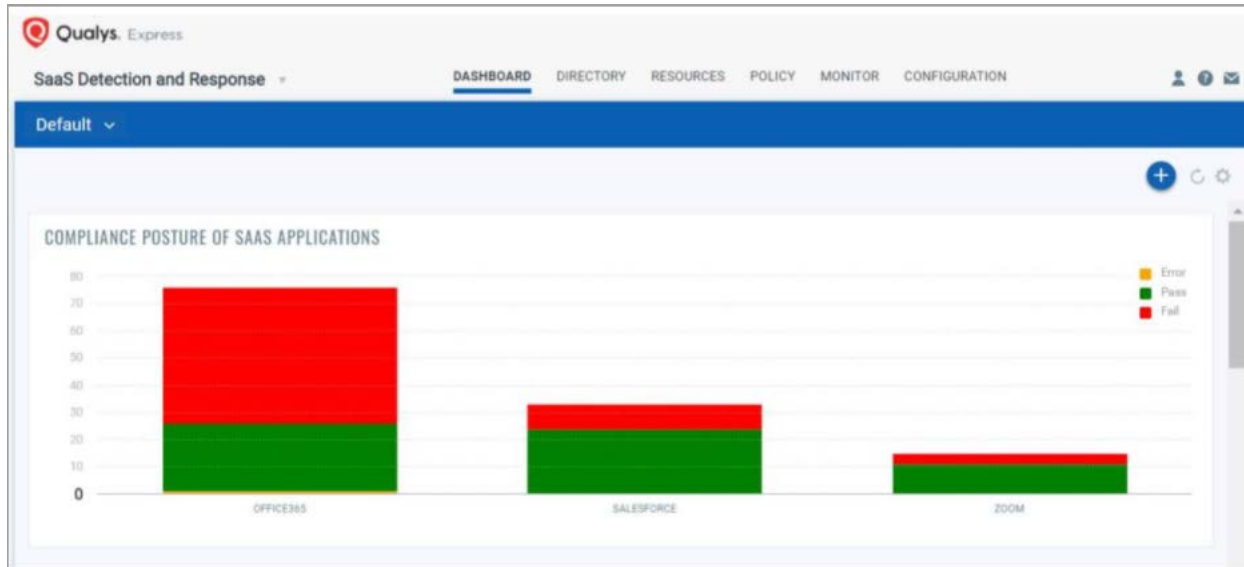 Qualys. Express
SaaS Detection and Response
DASHBOARD DIRECTORY RESOURCES POLICY MONITOR CONFIGURATION
Default
COMPLIANCE POSTURE OF SAAS APPLICATIONS
80
70
60
50
40
30
20
10
0
Error
Pass
Fail
OFFICE365 SALESFORCE ZOOM